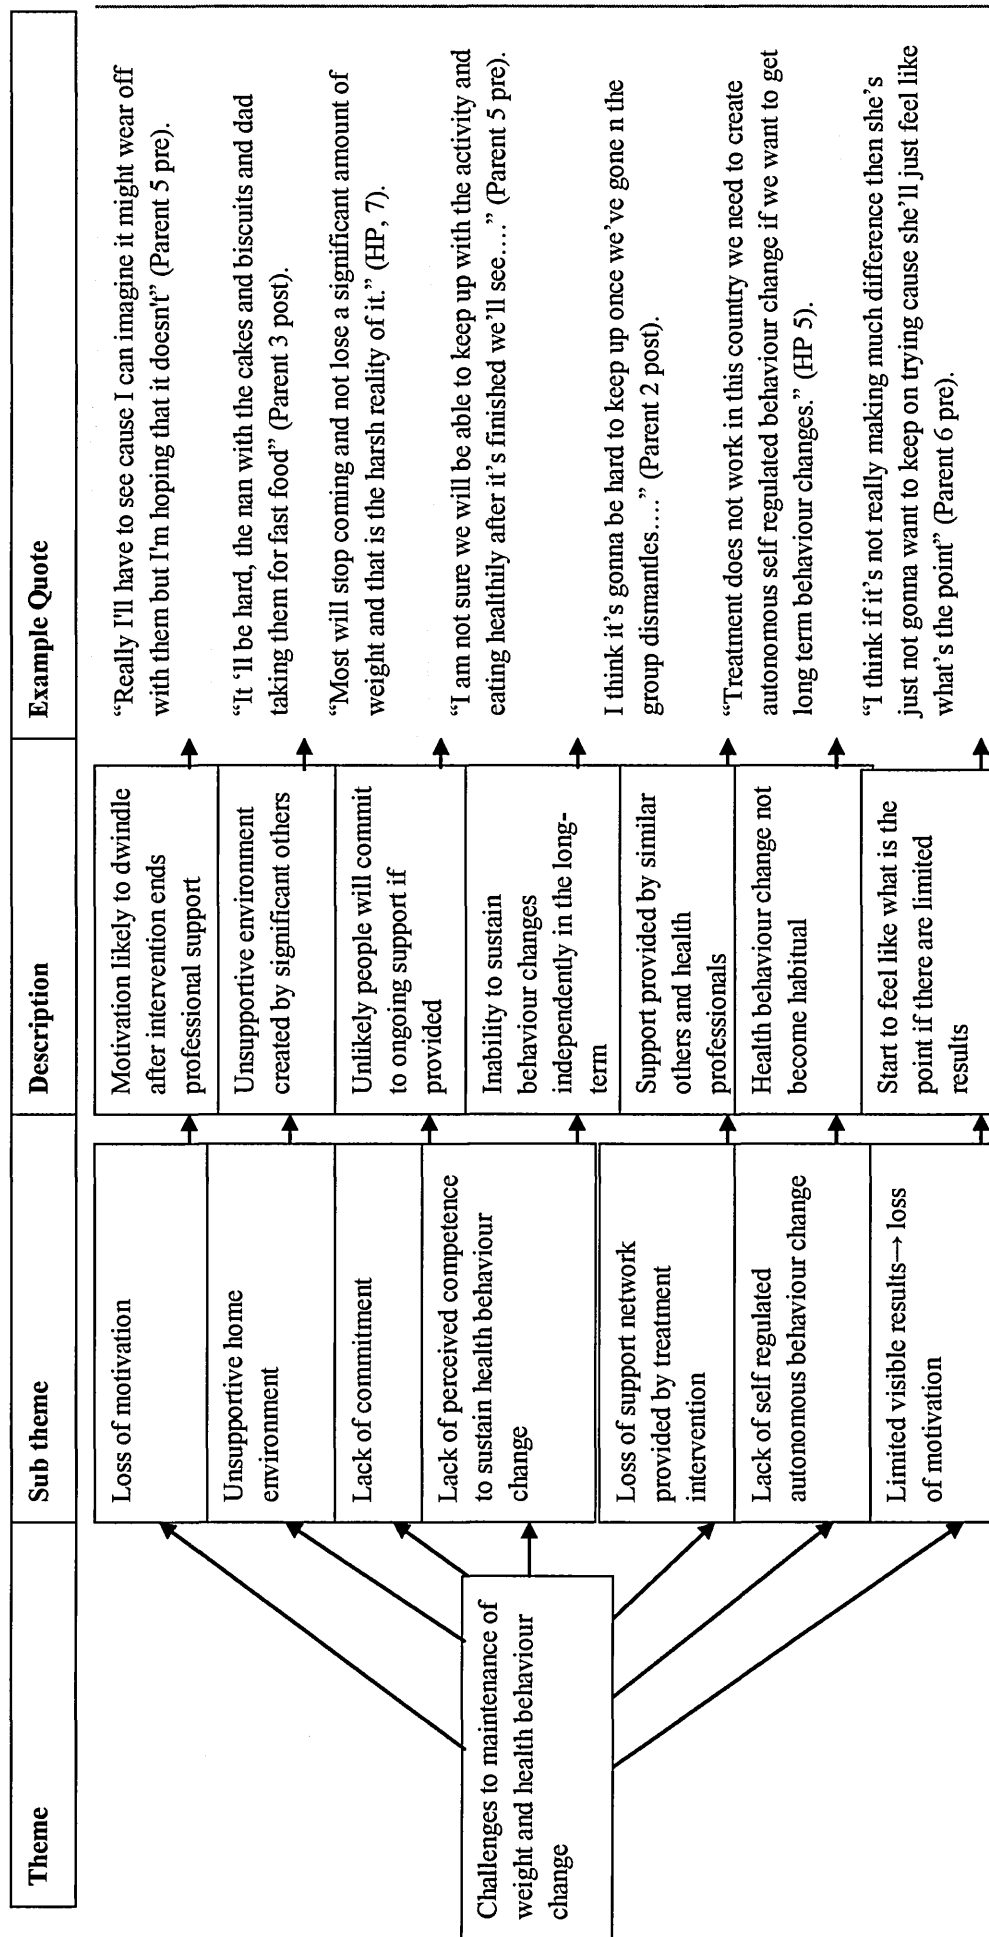 Theme
Sub theme
Description
Example Quote
Challenges to maintenance of
weight and health behaviour
change
Loss of motivation
Motivation likely to dwindle
after intervention ends
professional support
“Really I'll have to see cause I can imagine it might wear off
with them but I'm hoping that it doesn't” (Parent 5 pre).
Unsupportive home
environment
Unsupportive environment
created by significant others
“It ‘ll be hard, the nan with the cakes and biscuits and dad
taking them for fast food” (Parent 3 post).
Lack of commitment
Unlikely people will commit
to ongoing support if
provided
“Most will stop coming and not lose a significant amount of
weight and that is the harsh reality of it.” (HP, 7).
Lack of perceived competence
to sustain health behaviour
change
Inability to sustain
behaviour changes
independently in the long-
term
“I am not sure we will be able to keep up with the activity and
eating healthily after it’s finished we’ll see….” (Parent 5 pre).
Loss of support network
provided by treatment
intervention
Support provided by similar
others and health
professionals
I think it’s gonna be hard to keep up once we’ve gone n the
group dismantles….” (Parent 2 post).
Lack of self regulated
autonomous behaviour change
Health behaviour change not
become habitual
“Treatment does not work in this country we need to create
autonomous self regulated behaviour change if we want to get
long term behaviour changes.” (HP 5).
Limited visible results→ loss
of motivation
Start to feel like what is the
point if there are limited
results
“I think if it’s not really making much difference then she’s
just not gonna want to keep on trying cause she’ll just feel like
what’s the point” (Parent 6 pre).